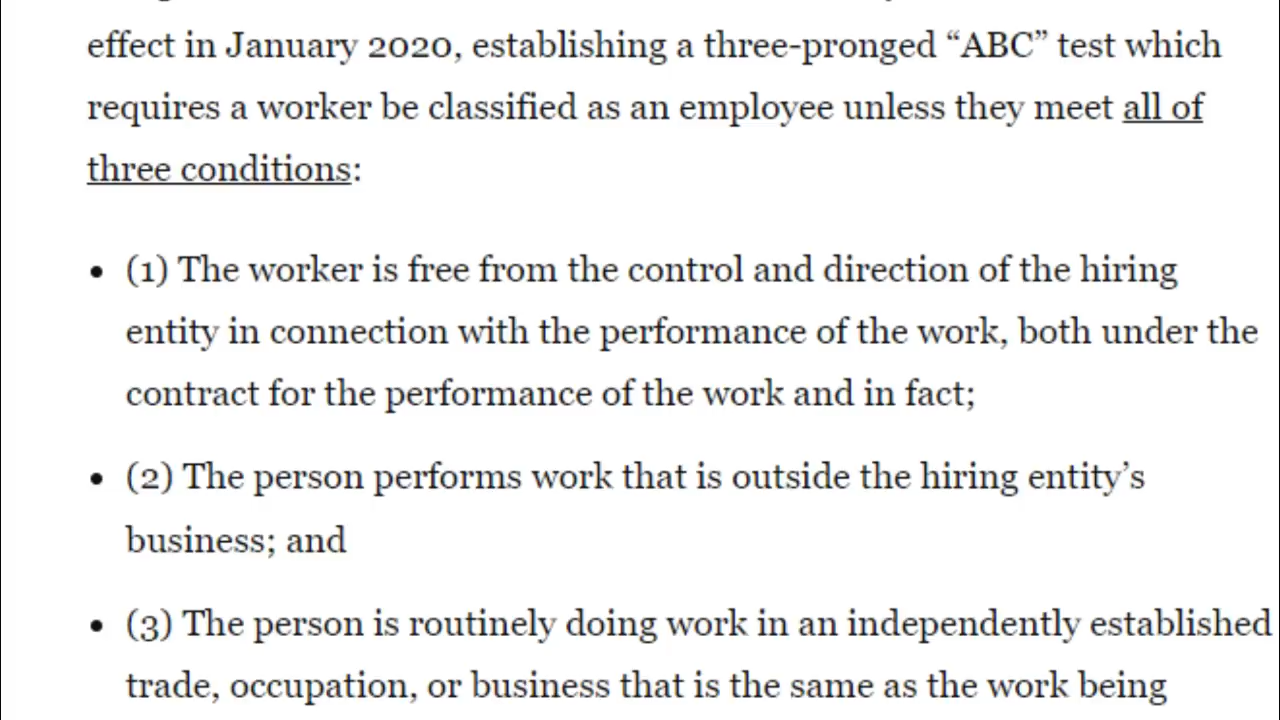 effect in January 2020, establishing a three-pronged “ABC” test which
requires a worker be classified as an employee unless they meet all of
three conditions:
• (1) The worker is free from the control and direction of the hiring
entity in connection with the performance of the work, both under the
contract for the performance of the work and in fact;
• (2) The person performs work that is outside the hiring entity’s
business; and
• (3) The person is routinely doing work in an independently established
trade, occupation, or business that is the same as the work being